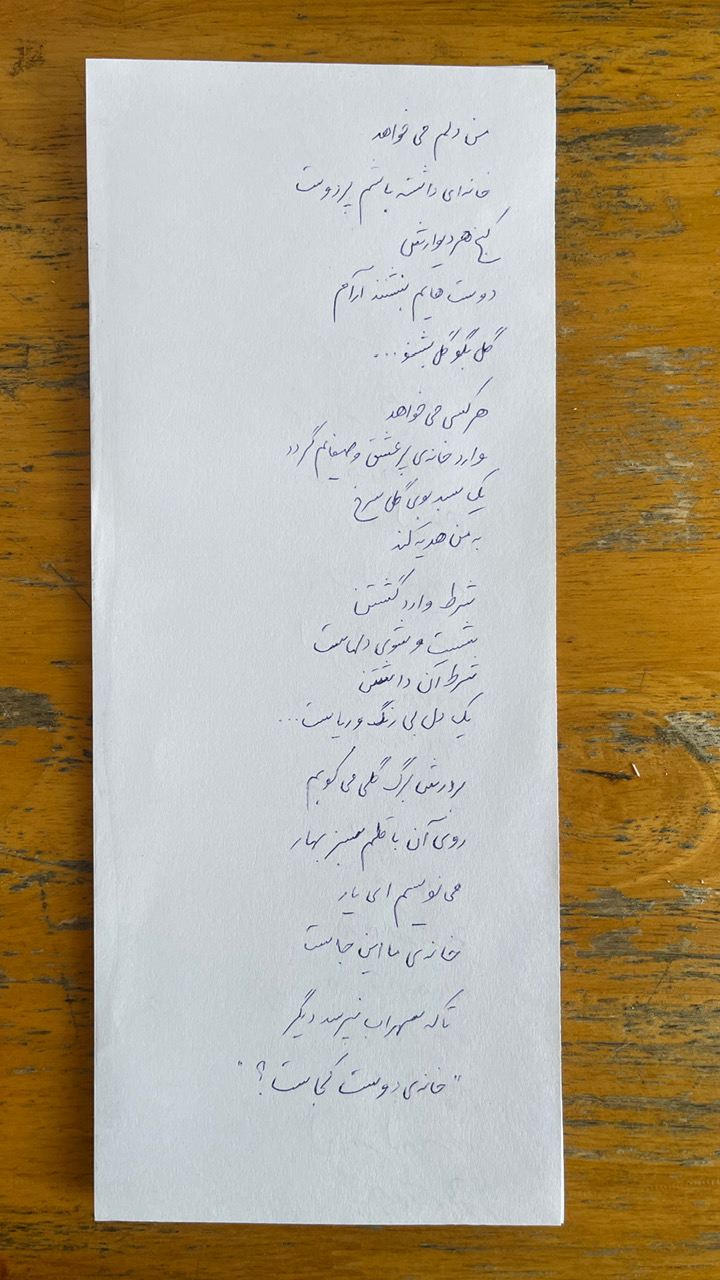 من دلم می خواهد
خانه‌ای داشته باشم پر دوست
کنج هر دیوارش
دوست هایم بنشینند آرام
گل بگو گل بشنو...
هر کسی می خواهد
وارد خانه‌ی پر عشق و صفایم گردد
یک سبد بوی گل سرخ
به من هدیه کند
شرط وارد گشتن
شست و شوی دلهاست
شرط آن داشتن
یک دل بی رنگ و ریاست...
بر درش برگ گلی می کوبم
روی آن با قلم سبز بهار
می نویسم ای یار
خانه‌ی ما این جاست
تا که سهراب نپرسد دیگر
"خانه‌ی دوست کجاست؟"